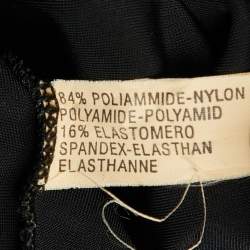 84% POLIAMMIDE-NYLON
POLYAMIDE-POLYAMID
16% ELASTOMERO
SPANDEX-ELASTHAN
ELASTHANNE